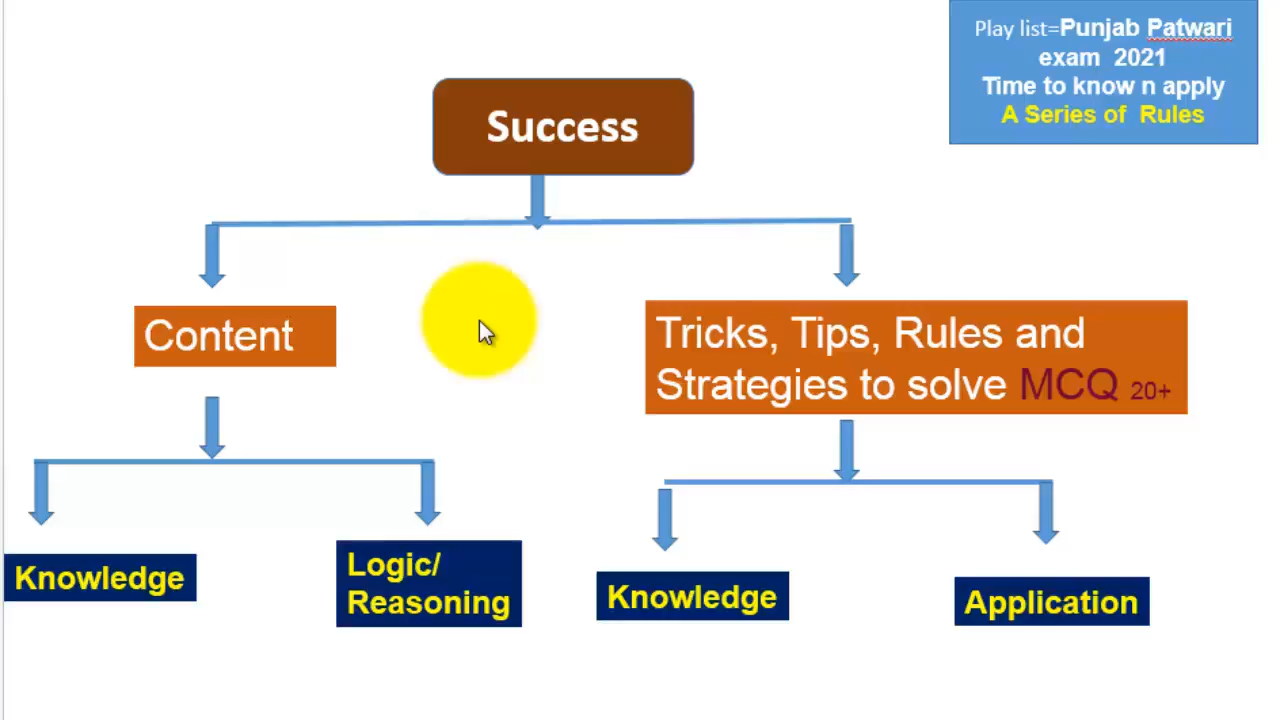 Play list=Punjab Patwari
exam 2021
Time to know n apply
A Series of Rules
Success
Content
Tricks, Tips, Rules and
Strategies to solve MCQ 20+
Knowledge
Logic/
Reasoning
Knowledge
Application